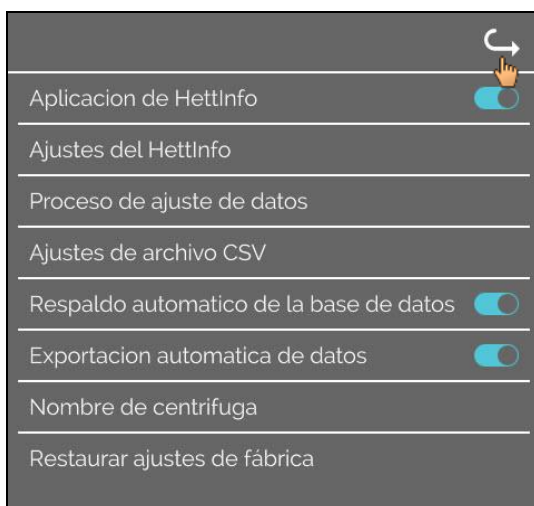 Aplicacion de HettInfo
Ajustes del HettInfo
Proceso de ajuste de datos
Ajustes de archivo CSV
Respaldo automatico de la base de datos
Exportacion automatica de datos
Nombre de centrifuga
Restaurar ajustes de fábrica